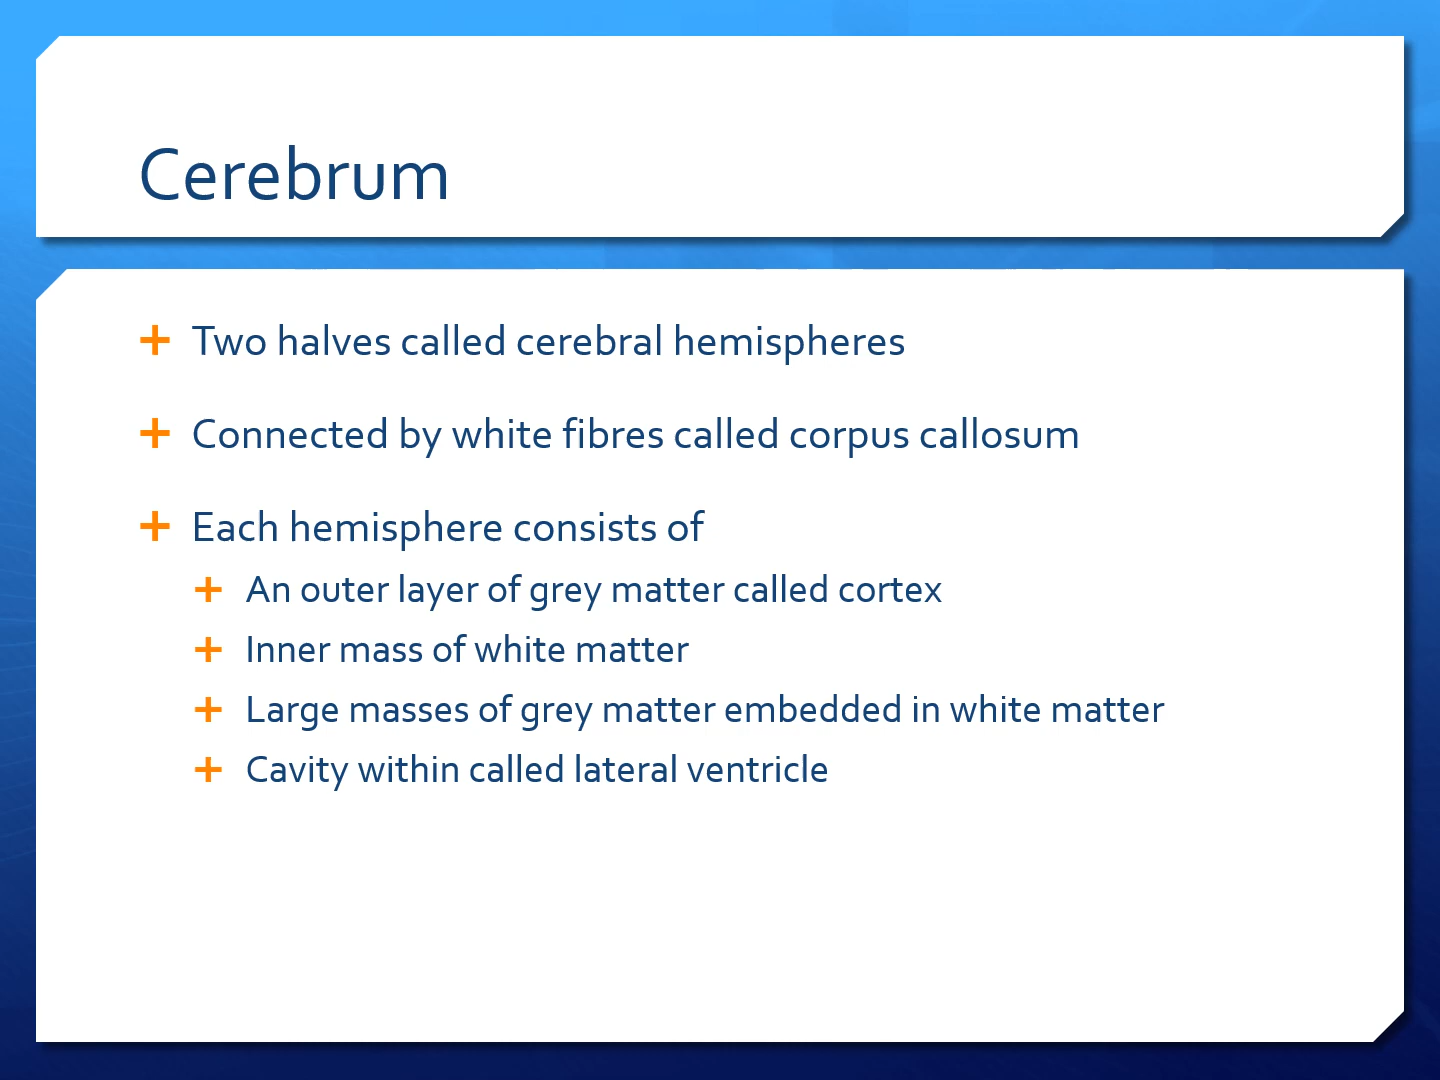 Cerebrum
Two halves called cerebral hemispheres
Connected by white fibres called corpus callosum
Each hemisphere consists of
An outer layer of grey matter called cortex
Inner mass of white matter
Large masses of grey matter embedded in white matter
Cavity within called lateral ventricle